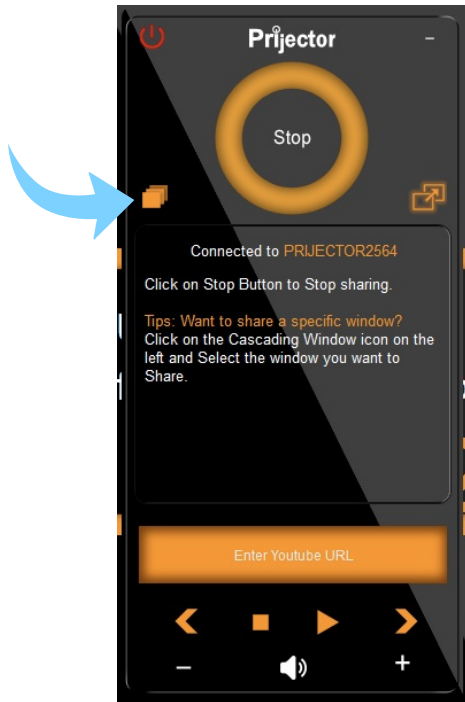 Prijector
–
Stop
Connected to PRIJECTOR2564
Click on Stop Button to Stop sharing.
Tips: Want to share a specific window?
Click on the Cascading Window icon on the
left and Select the window you want to
Share.
Enter Youtube URL
– +